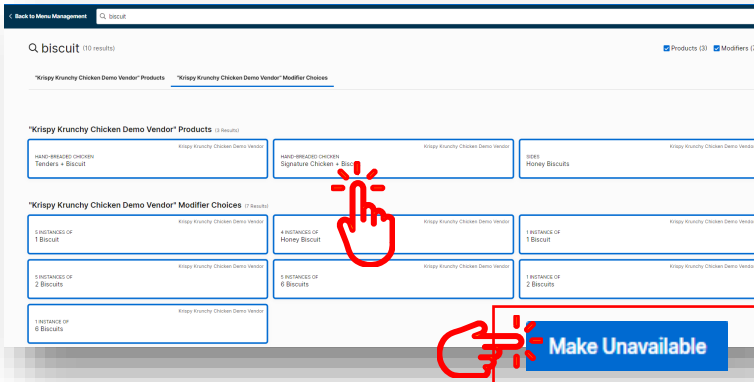 Back to Menu Management biscuit
biscuit (10 results) Products (3) Modifiers (7
"Krispy Krunchy Chicken Demo Vendor" Products "Krispy Krunchy Chicken Demo Vendor" Modifier Choices
"Krispy Krunchy Chicken Demo Vendor" Products (3 Results)
Krispy Krunchy Chicken Demo Vendor Krispy Krunchy Chicken Demo Vendor Krispy Krunchy Chicken Demo Vendo
HAND-BREADED CHICKEN HAND-BREADED CHICKEN SIDES
Tenders + Biscuit Signature Chicken + Biscuit Honey Biscuits
"Krispy Krunchy Chicken Demo Vendor" Modifier Choices (7 Results)
Krispy Krunchy Chicken Demo Vendor Krispy Krunchy Chicken Demo Vendor Krispy Krunchy Chicken Demo Vendo
5 INSTANCES OF 4 INSTANCES OF 1 INSTANCE OF
1 Biscuit Honey Biscuit 1 Biscuit
Krispy Krunchy Chicken Demo Vendor Krispy Krunchy Chicken Demo Vendor Krispy Krunchy Chicken Demo Vendo
5 INSTANCES OF 5 INSTANCES OF 1 INSTANCE OF
2 Biscuits 6 Biscuits 2 Biscuits
Krispy Krunchy Chicken Demo Vendor
1 INSTANCE OF
6 Biscuits
Make Unavailable